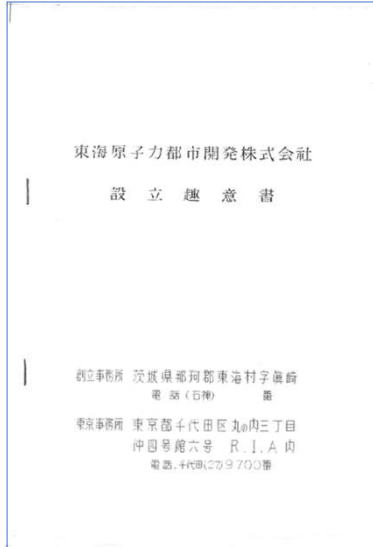 東海原子力都市開発株式会社
設立趣意書
創立事務所 茨城県那珂郡東海村字眞崎
電話(石神) 番
東京事務所 東京都千代田区丸の内三丁目
仲四号館六号 R.I.A内
電話、千代田(27)9700番